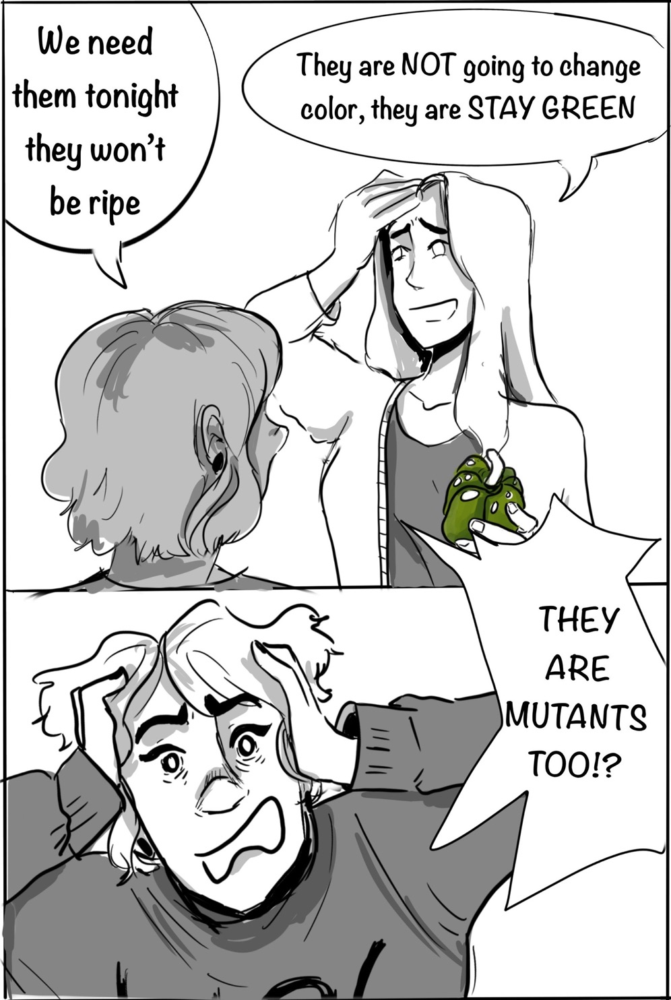 We need
them tonight
they won't
be ripe
They are NOT going to change
color, they are STAY GREEN
THEY
ARE
MUTANTS
TOO!?